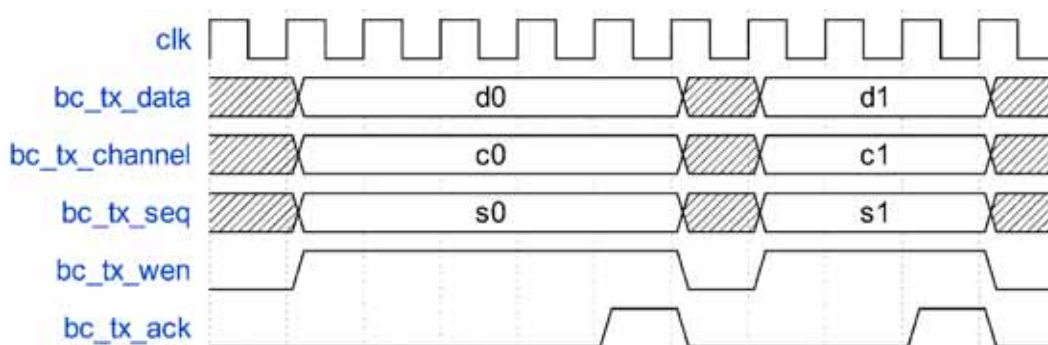 clk
bc_tx_data d0 d1
bc_tx_channel c0 c1
bc_tx_seq s0 s1
bc_tx_wen
bc_tx_ack